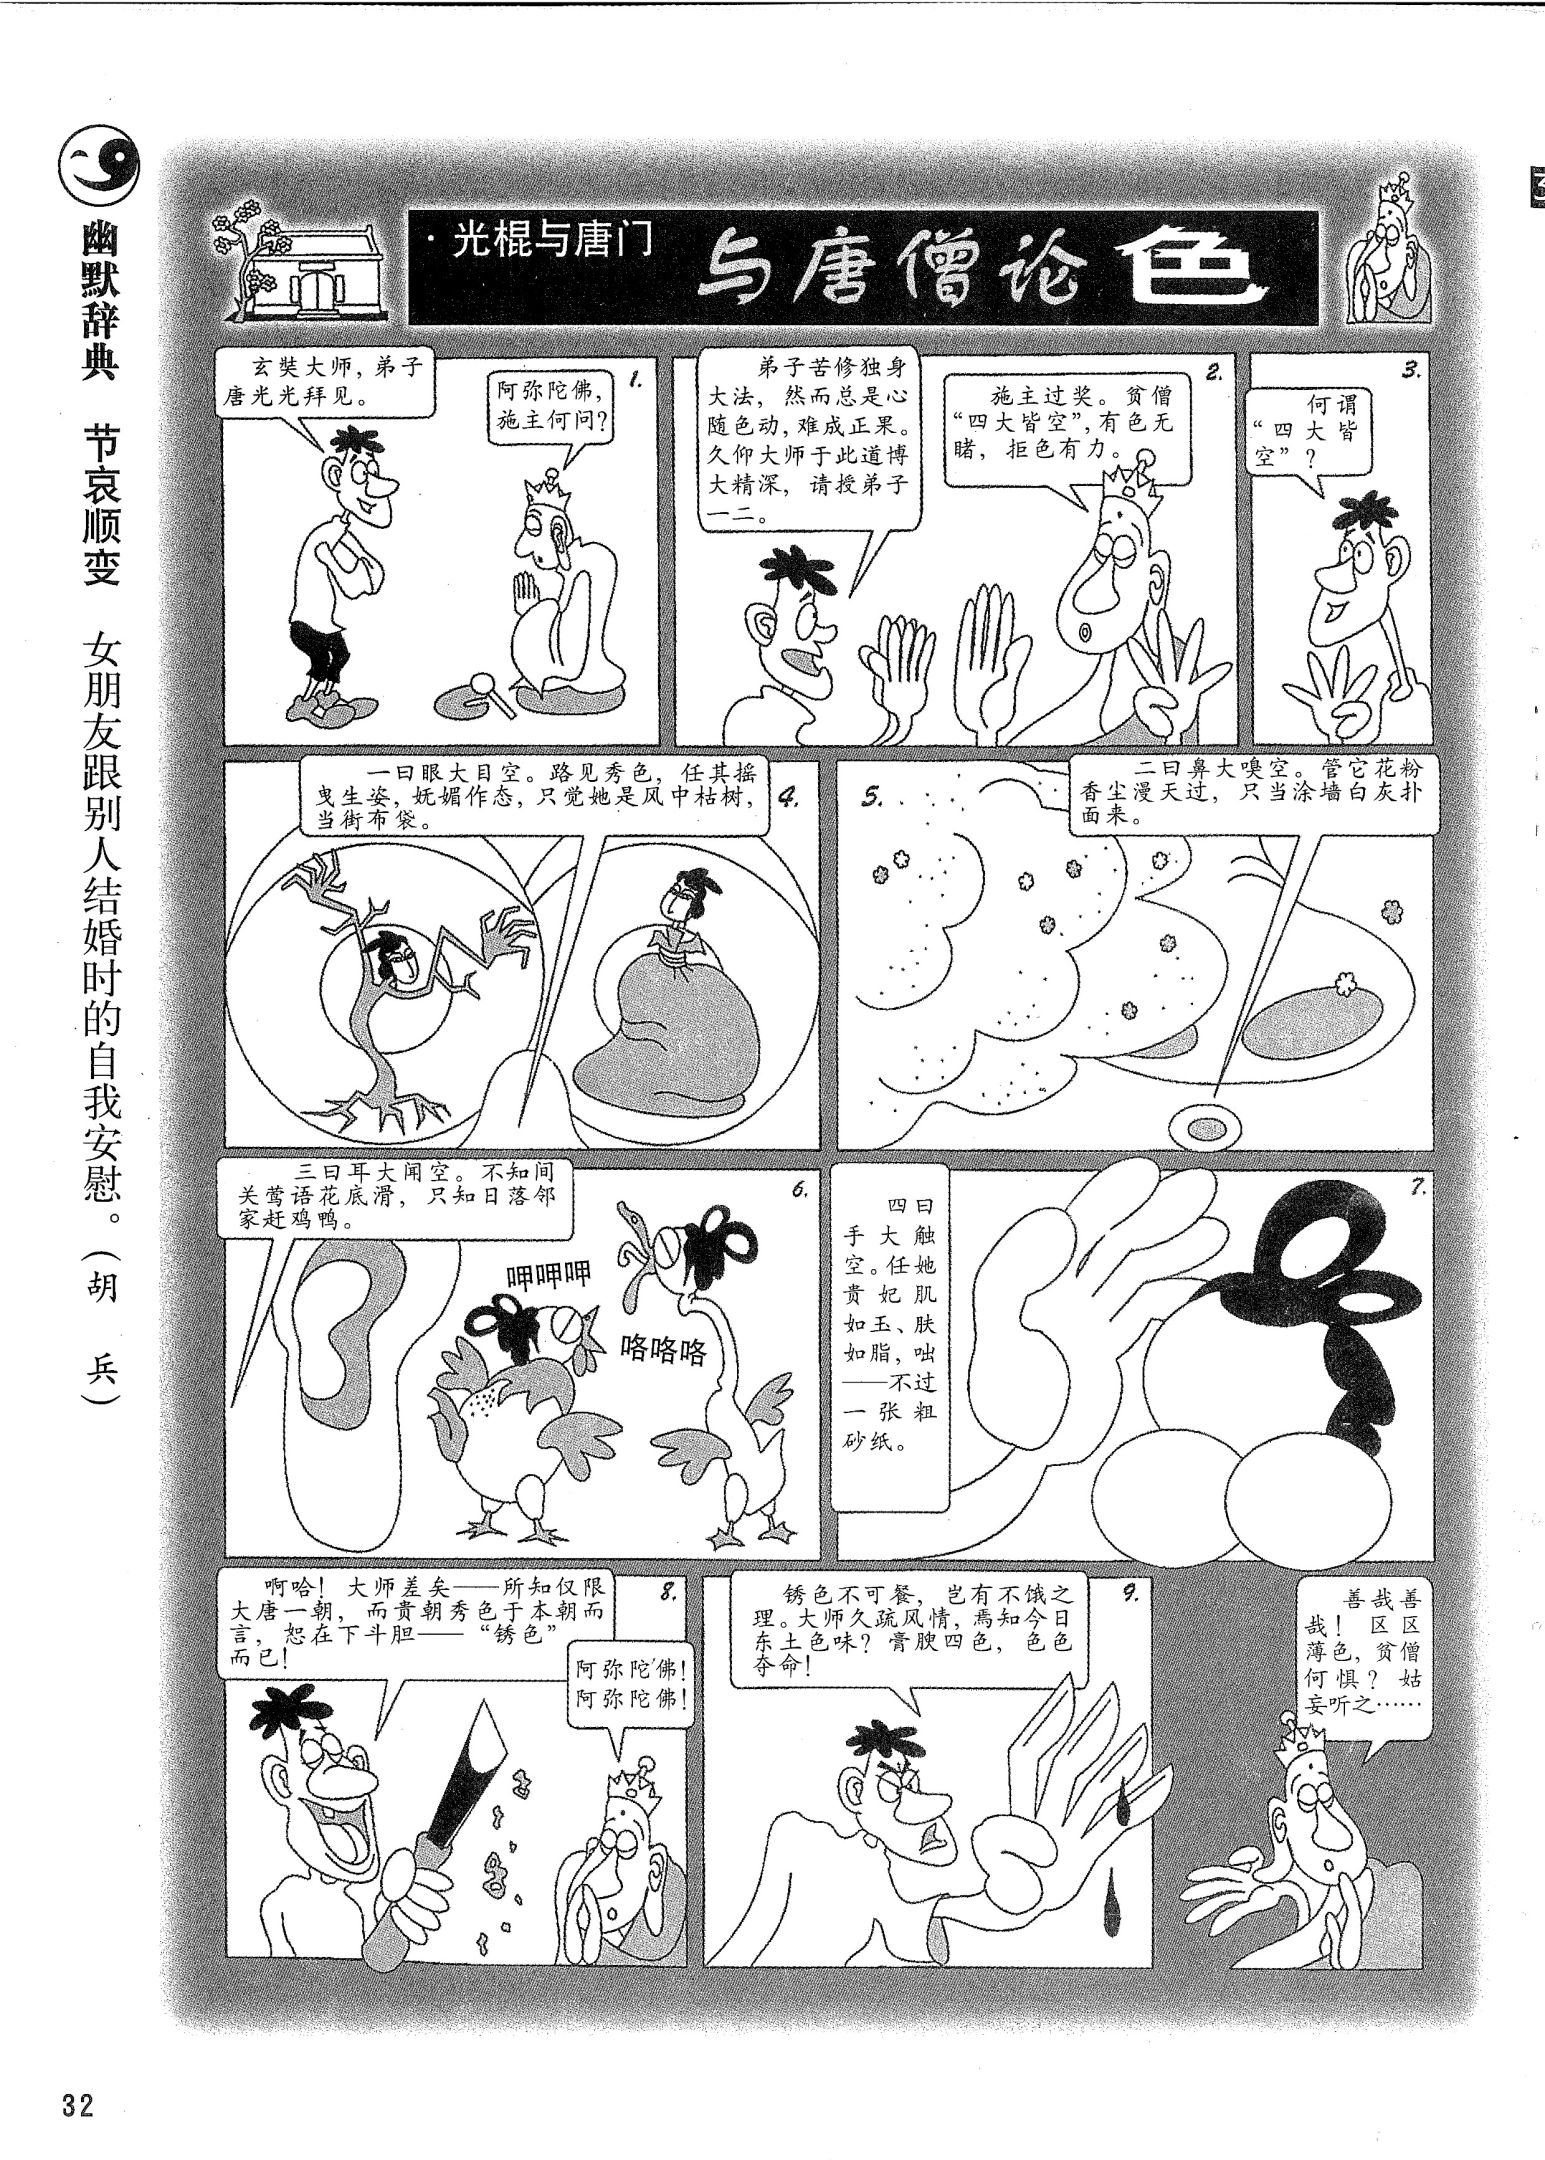 幽默辞典 节哀顺变 女朋友跟别人结婚时的自我安慰。(胡 兵)
·光棍与唐门
与唐僧论色
1.
玄奘大师,弟子
唐光光拜见。
阿弥陀佛,
施主何问?
2.
弟子苦修独身
大法,然而总是心
随色动,难成正果。
久仰大师于此道博
大精深,请授弟子
一二。
施主过奖。贫僧
“四大皆空”,有色无
睹,拒色有力。
3.
何谓
“四大皆
空”?
4.
一曰眼大目空。路见秀色,任其摇
曳生姿,妩媚作态,只觉她是风中枯树,
当街布袋。
5.
二曰鼻大嗅空。管它花粉
香尘漫天过,只当涂墙白灰扑
面来。
6.
三曰耳大闻空。不知间
关莺语花底滑,只知日落邻
家赶鸡鸭。
呷呷呷
咯咯咯
7.
四曰
手大触
空。任她
贵妃肌
如玉、肤
如脂,咄
——不过
一张粗
砂纸。
8.
啊哈!大师差矣——所知仅限
大唐一朝,而贵朝秀色于本朝而
言,恕在下斗胆——“锈色”
而已!
阿弥陀佛!
阿弥陀佛!
9.
锈色不可餐,岂有不饿之
理。大师久疏风情,焉知今日
东土色味?膏腴四色,色色
夺命!
善哉善
哉!区区
薄色,贫僧
何惧?姑
妄听之……
32